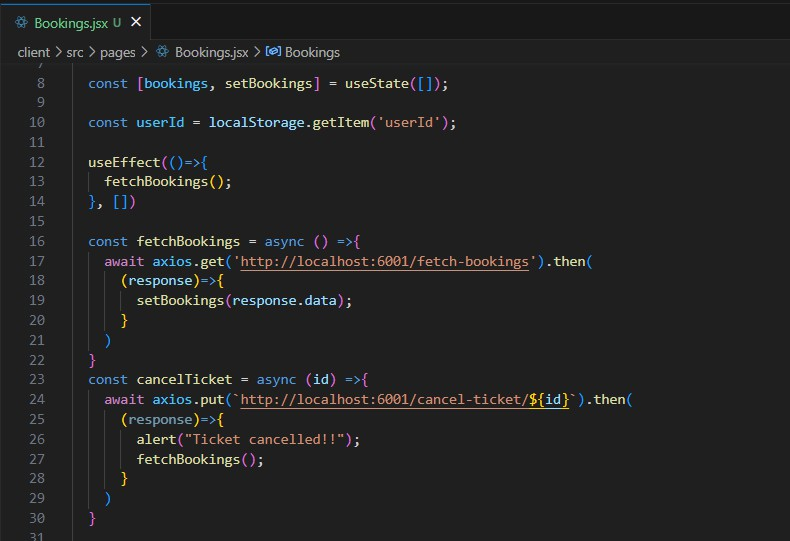 Bookings.jsx U ×
client > src > pages > Bookings.jsx > Bookings
7
8 const [bookings, setBookings] = useState([]);
9
10 const userId = localStorage.getItem('userId');
11
12 useEffect(()=>{
13 fetchBookings();
14 }, [])
15
16 const fetchBookings = async () =>{
17 await axios.get('http://localhost:6001/fetch-bookings').then(
18 (response)=>{
19 setBookings(response.data);
20 }
21 )
22 }
23 const cancelTicket = async (id) =>{
24 await axios.put(`http://localhost:6001/cancel-ticket/${id}`).then(
25 (response)=>{
26 alert("Ticket cancelled!!");
27 fetchBookings();
28 }
29 )
30 }
31